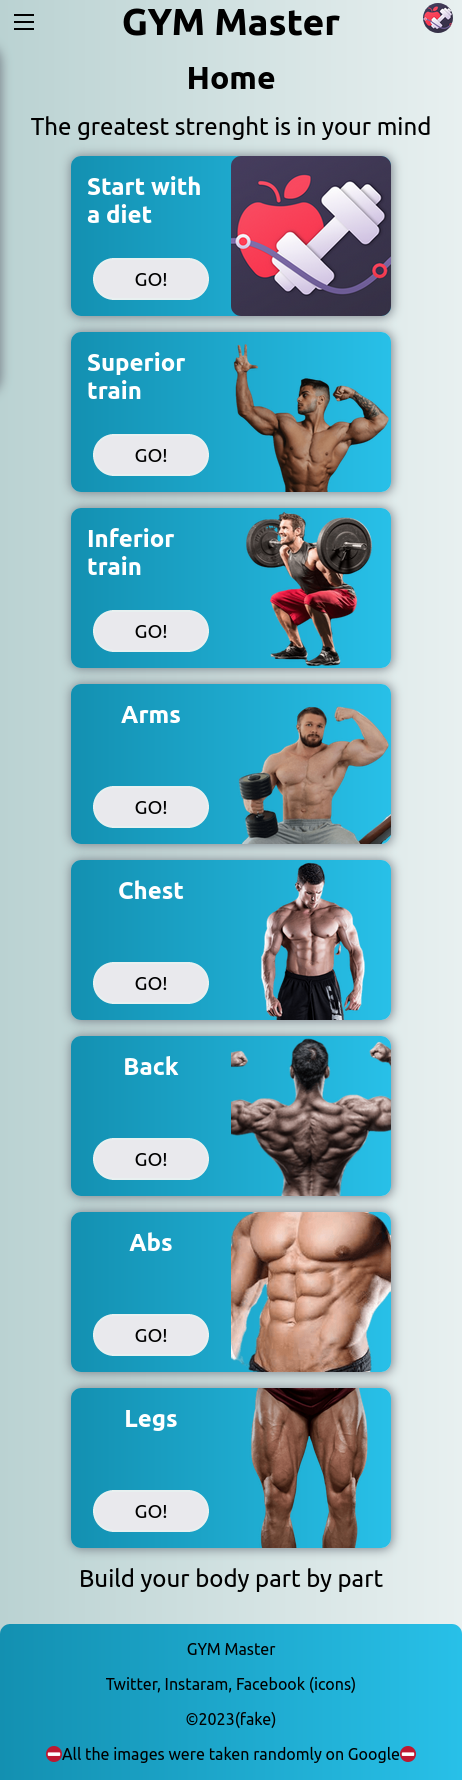 GYM Master
Home
The greatest strenght is in your mind
Start with
a diet
GO!
Superior
train
GO!
Inferior
train
GO!
Arms
GO!
Chest
GO!
Back
GO!
Abs
GO!
Legs
GO!
Build your body part by part
GYM Master
Twitter, Instaram, Facebook (icons)
©2023(fake)
⛔All the images were taken randomly on Google⛔